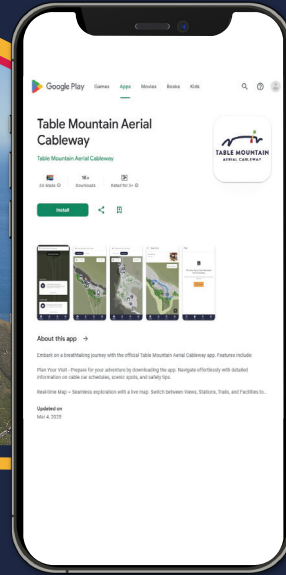 Google Play Games Apps Movies Books Kids
Table Mountain Aerial
Cableway
Table Mountain Aerial Cableway
TABLE MOUNTAIN
AERIAL CABLEWAY
Downloads Rated for 3+
Install
About this app →
Embark on a breathtaking journey with the official Table Mountain Aerial Cableway app. Features include:
Plan Your Visit - Prepare for your adventure by downloading the app. Navigate effortlessly with detailed
information on cable car schedules, scenic spots, and safety tips.
Real-time Map – Seamless exploration with a live map. Switch between Views, Stations, Trails, and Facilities to...
Updated on
Mar 4, 2025